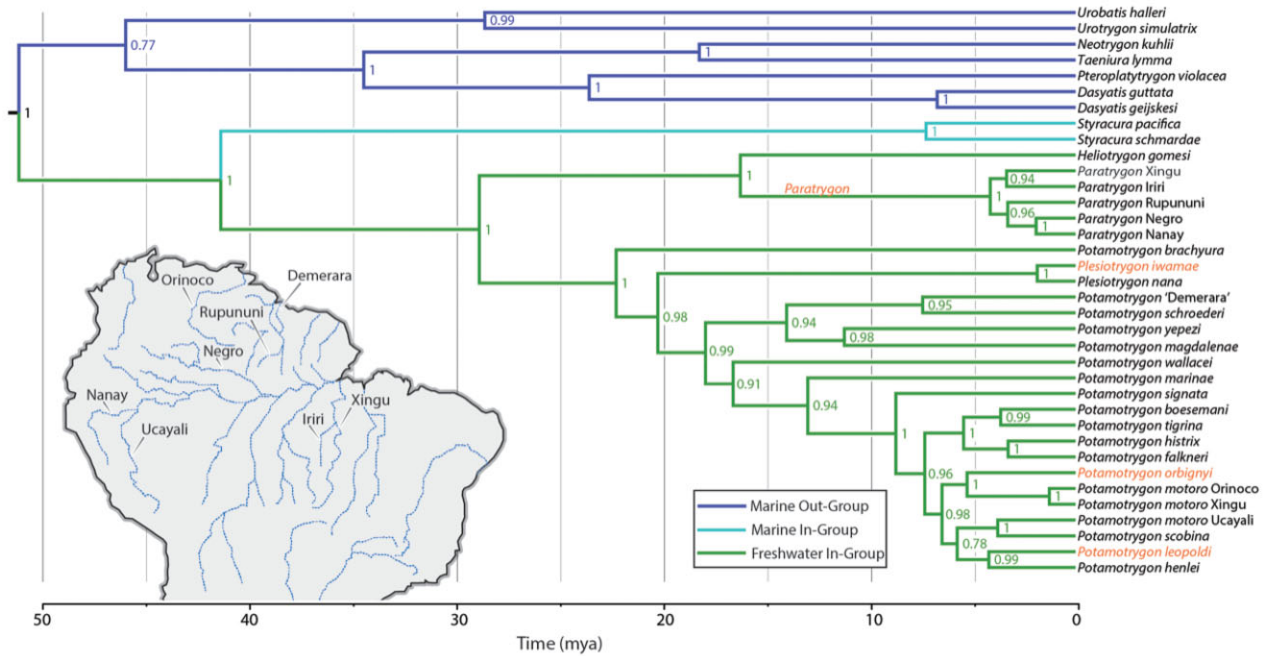 Urobatis halleri
0.99
Urotrygon simulatrix
0.77
Neotrygon kuhlii
1
Taeniura lymma
1
Pteroplatytrygon violacea
1
Dasyatis guttata
1
Dasyatis geijskesi
1
Styracura pacifica
1
Styracura schmardae
Heliotrygon gomesi
1
1
Paratrygon
Paratrygon Xingu
0.94
Paratrygon Iriri
1
Paratrygon Rupununi
0.96
Paratrygon Negro
1
Paratrygon Nanay
1
Potamotrygon brachyura
1
Plesiotrygon iwamae
1
Plesiotrygon nana
0.98
Potamotrygon 'Demerara'
0.95
Potamotrygon schroederi
0.94
Potamotrygon yepezi
0.98
Potamotrygon magdalenae
0.99
Potamotrygon wallacei
0.91
Potamotrygon marinae
0.94
Potamotrygon signata
1
Potamotrygon boesemani
0.99
Potamotrygon tigrina
1
Potamotrygon histrix
1
Potamotrygon falkneri
0.96
Potamotrygon orbignyi
1
Potamotrygon motoro Orinoco
1
Potamotrygon motoro Xingu
0.98
Potamotrygon motoro Ucayali
1
Potamotrygon scobina
0.78
Potamotrygon leopoldi
0.99
Potamotrygon henlei
Orinoco
Demerara
Rupununi
Negro
Nanay
Ucayali
Iriri
Xingu
Marine Out-Group
Marine In-Group
Freshwater In-Group
50 40 30 20 10 0
Time (mya)